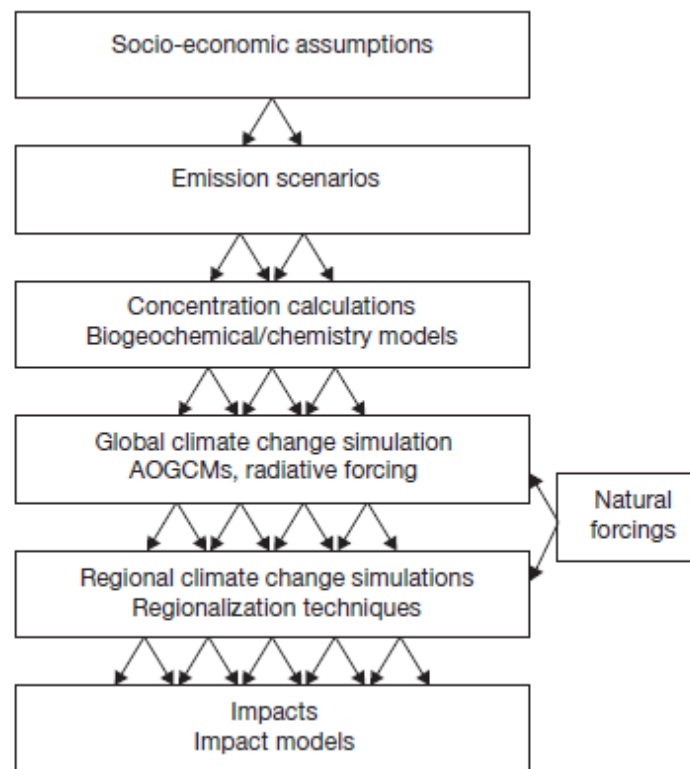 Socio-economic assumptions
Emission scenarios
Concentration calculations
Biogeochemical/chemistry models
Global climate change simulation
AOGCMs, radiative forcing
Natural
forcings
Regional climate change simulations
Regionalization techniques
Impacts
Impact models